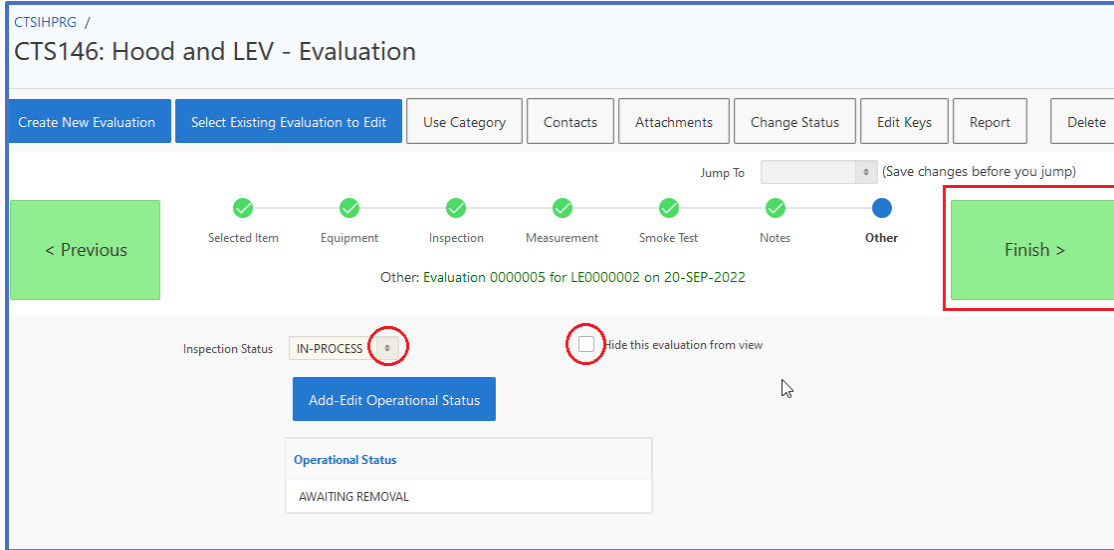 CTSIHPRG /
CTS146: Hood and LEV - Evaluation
Create New Evaluation Select Existing Evaluation to Edit Use Category Contacts Attachments Change Status Edit Keys Report Delete
Jump To (Save changes before you jump)
< Previous
Selected Item Equipment Inspection Measurement Smoke Test Notes Other
Finish >
Other: Evaluation 0000005 for LE0000002 on 20-SEP-2022
Inspection Status IN-PROCESS Hide this evaluation from view
Add-Edit Operational Status
Operational Status
AWAITING REMOVAL